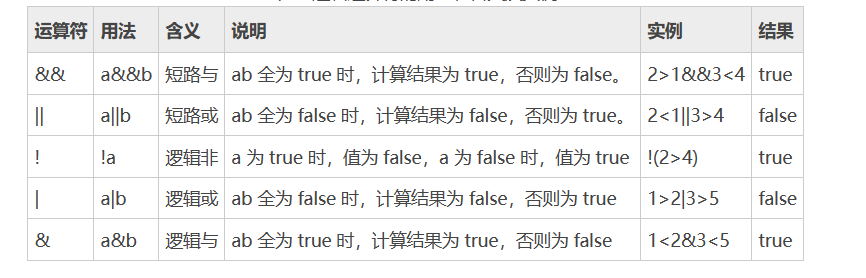 运算符 用法 含义 说明 实例 结果
&& a&&b 短路与 ab 全为 true 时，计算结果为 true，否则为 false。 2>1&&3<4 true
|| a||b 短路或 ab 全为 false 时，计算结果为 false，否则为 true。 2<1||3>4 false
! !a 逻辑非 a 为 true 时，值为 false，a 为 false 时，值为 true !(2>4) true
| a|b 逻辑或 ab 全为 false 时，计算结果为 false，否则为 true 1>2|3>5 false
& a&b 逻辑与 ab 全为 true 时，计算结果为 true，否则为 false 1<2&3<5 true